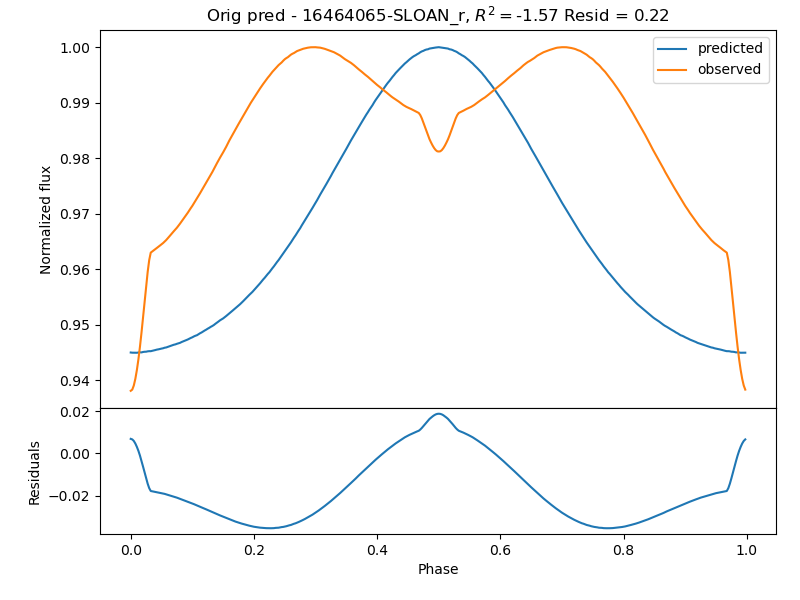 Orig pred - 16464065-SLOAN_r, R² = -1.57 Resid = 0.22
predicted
observed
1.00
0.99
0.98
0.97
0.96
0.95
0.94
Normalized flux
0.02
0.00
−0.02
Residuals
0.0 0.2 0.4 0.6 0.8 1.0
Phase